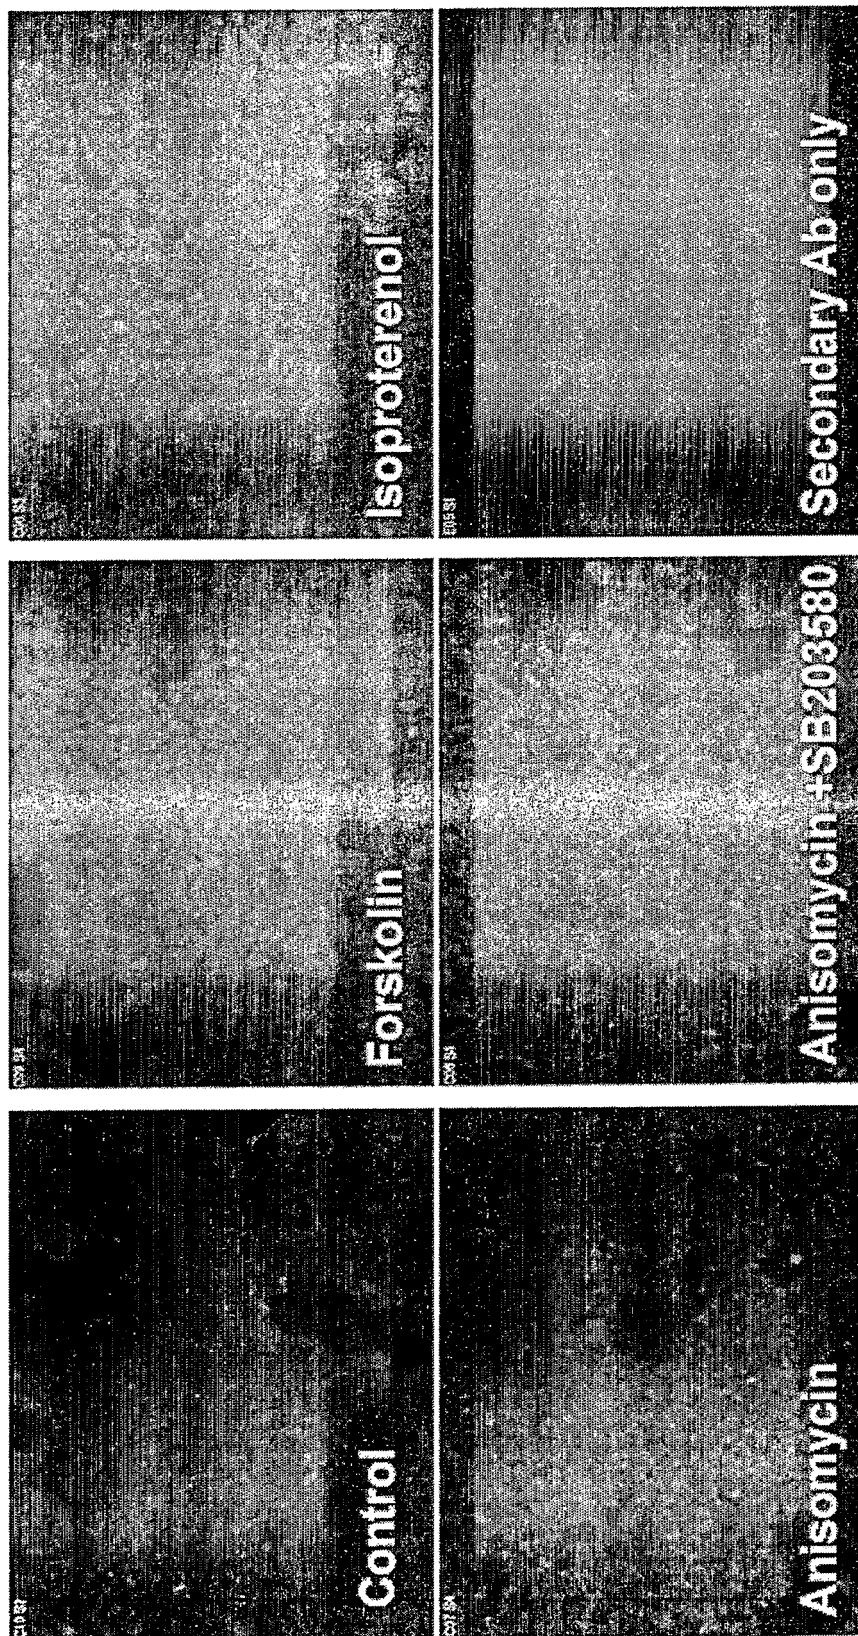 Control
Forskolin
Isoproterenol
Anisomycin
Anisomycin +SB203580
Secondary Ab only